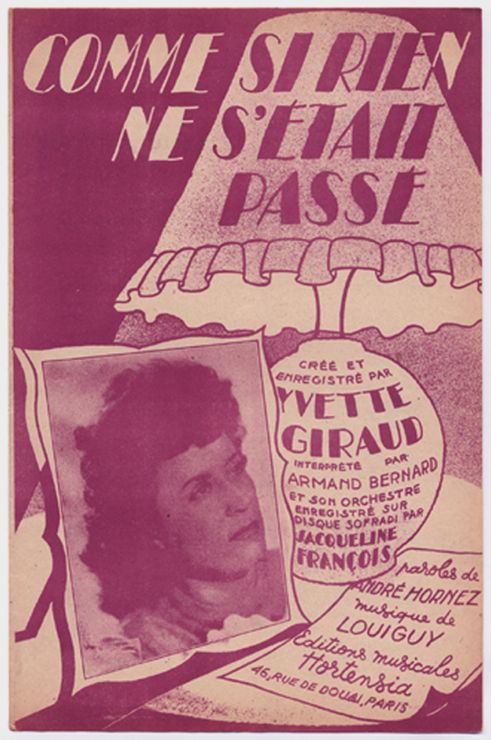 COMME SI RIEN
NE S'ÉTAIT
PASSÉ
CRÉÉ ET
ENREGISTRÉ PAR
YVETTE
GIRAUD
INTERPRÉTÉ PAR
ARMAND BERNARD
ET SON ORCHESTRE
ENREGISTRÉ SUR
DISQUE SOFRADI PAR
JACQUELINE
FRANÇOIS
paroles de
ANDRÉ HORNEZ
musique de
LOUIGUY
Editions musicales
Hortensia
46, RUE DE DOUAI, PARIS